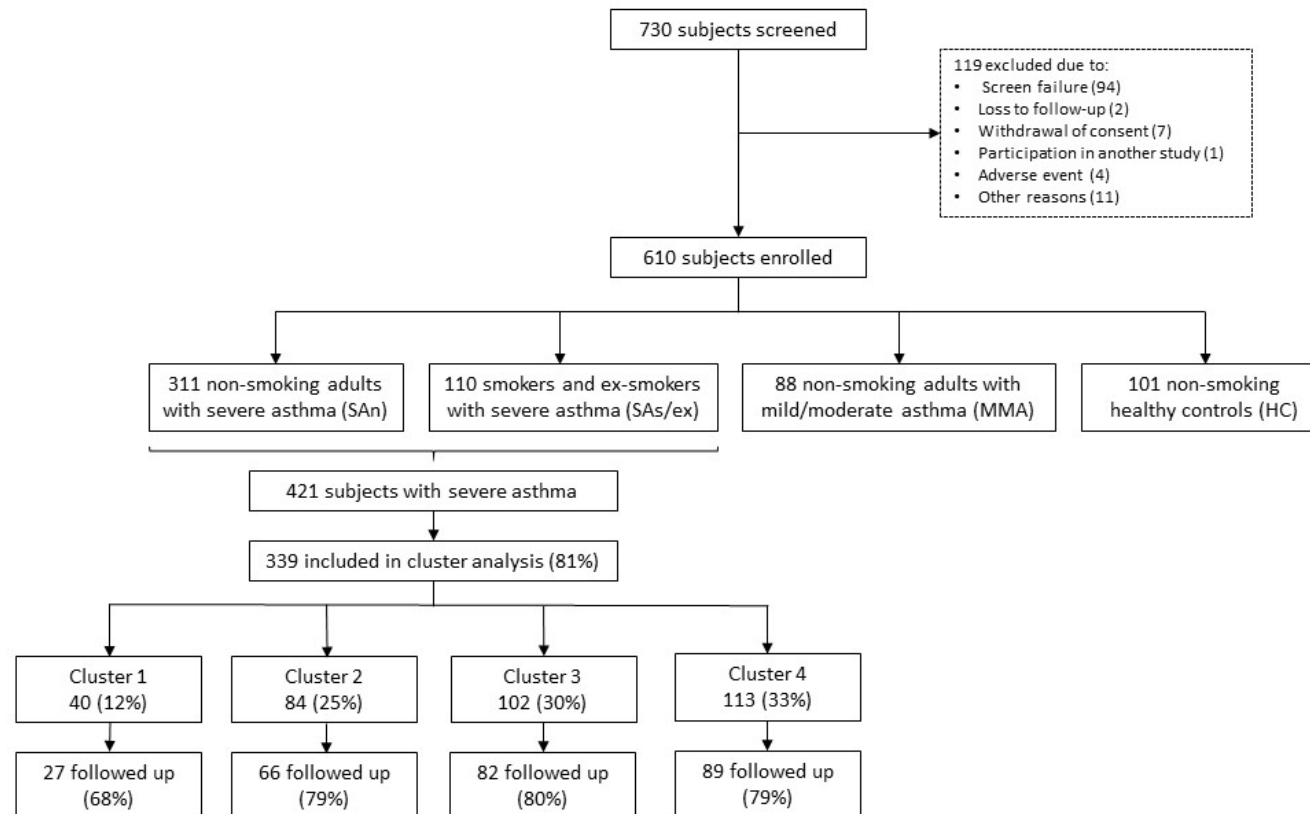 730 subjects screened
119 excluded due to:
• Screen failure (94)
• Loss to follow-up (2)
• Withdrawal of consent (7)
• Participation in another study (1)
• Adverse event (4)
• Other reasons (11)
610 subjects enrolled
311 non-smoking adults
with severe asthma (SAn)
110 smokers and ex-smokers
with severe asthma (SAs/ex)
88 non-smoking adults with
mild/moderate asthma (MMA)
101 non-smoking
healthy controls (HC)
421 subjects with severe asthma
339 included in cluster analysis (81%)
Cluster 1
40 (12%)
Cluster 2
84 (25%)
Cluster 3
102 (30%)
Cluster 4
113 (33%)
27 followed up
(68%)
66 followed up
(79%)
82 followed up
(80%)
89 followed up
(79%)